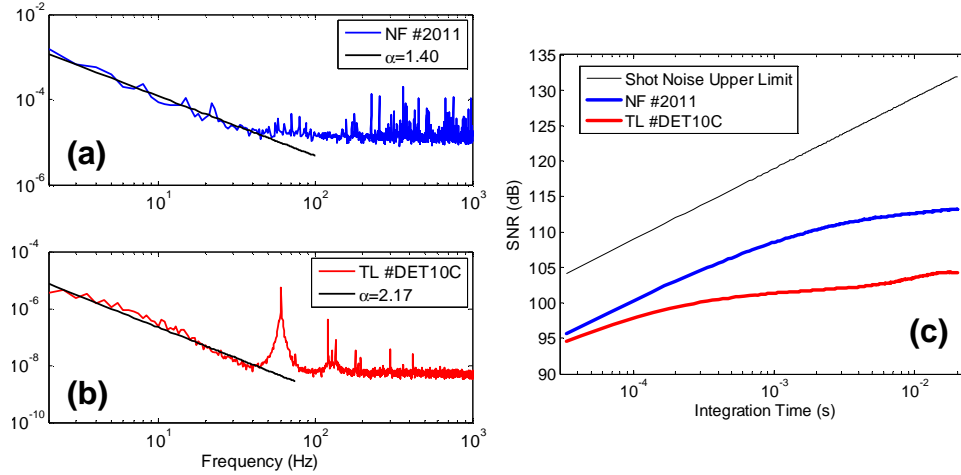 10^-2
10^-4
10^-6
NF #2011
α=1.40
(a)
10^1
10^2
10^3
10^-4
10^-6
10^-8
10^-10
TL #DET10C
α=2.17
(b)
10^1
10^2
10^3
Frequency (Hz)
135
130
125
120
115
110
105
100
95
90
SNR (dB)
Shot Noise Upper Limit
NF #2011
TL #DET10C
(c)
10^-4
10^-3
10^-2
Integration Time (s)